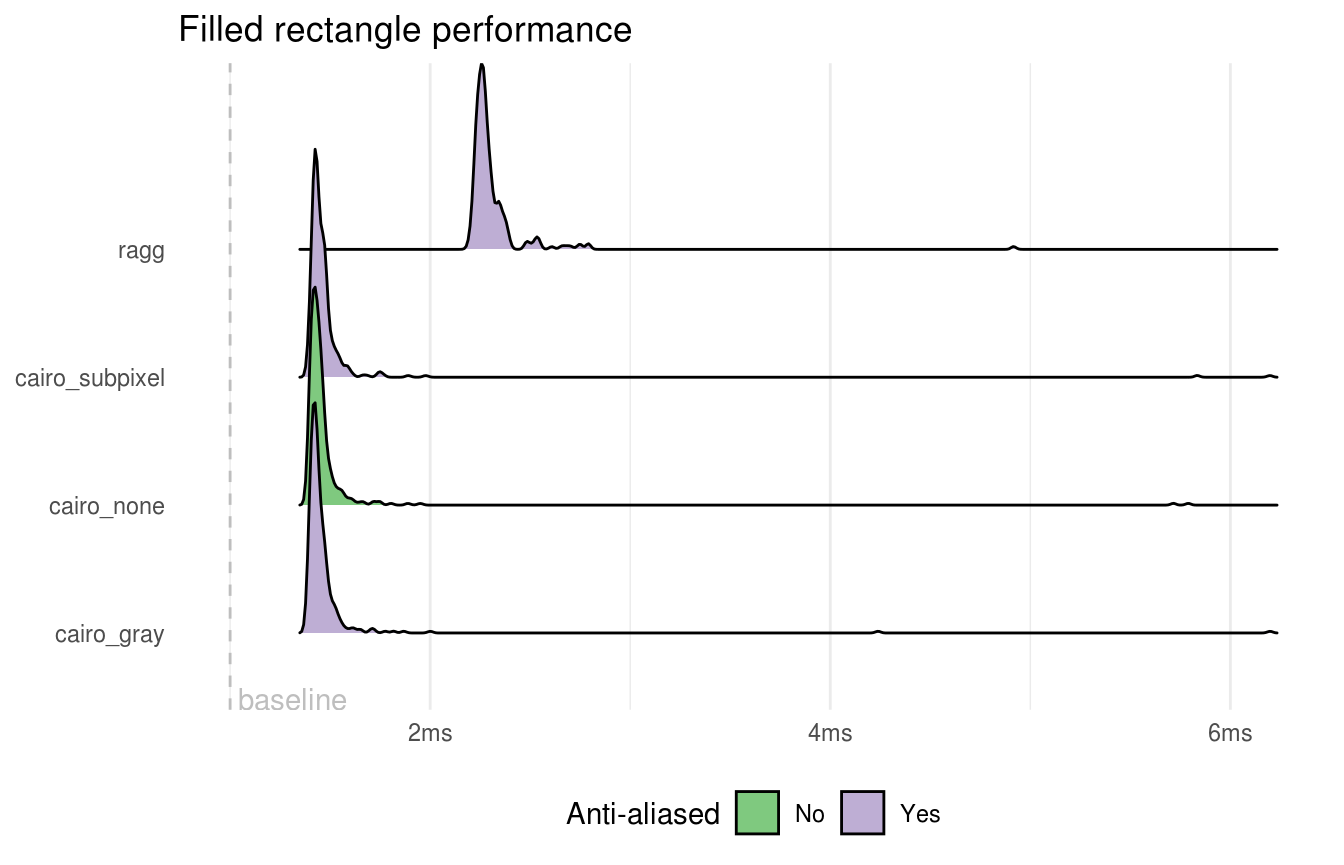 Filled rectangle performance
ragg
cairo_subpixel
cairo_none
cairo_gray
baseline
2ms 4ms 6ms
Anti-aliased No Yes